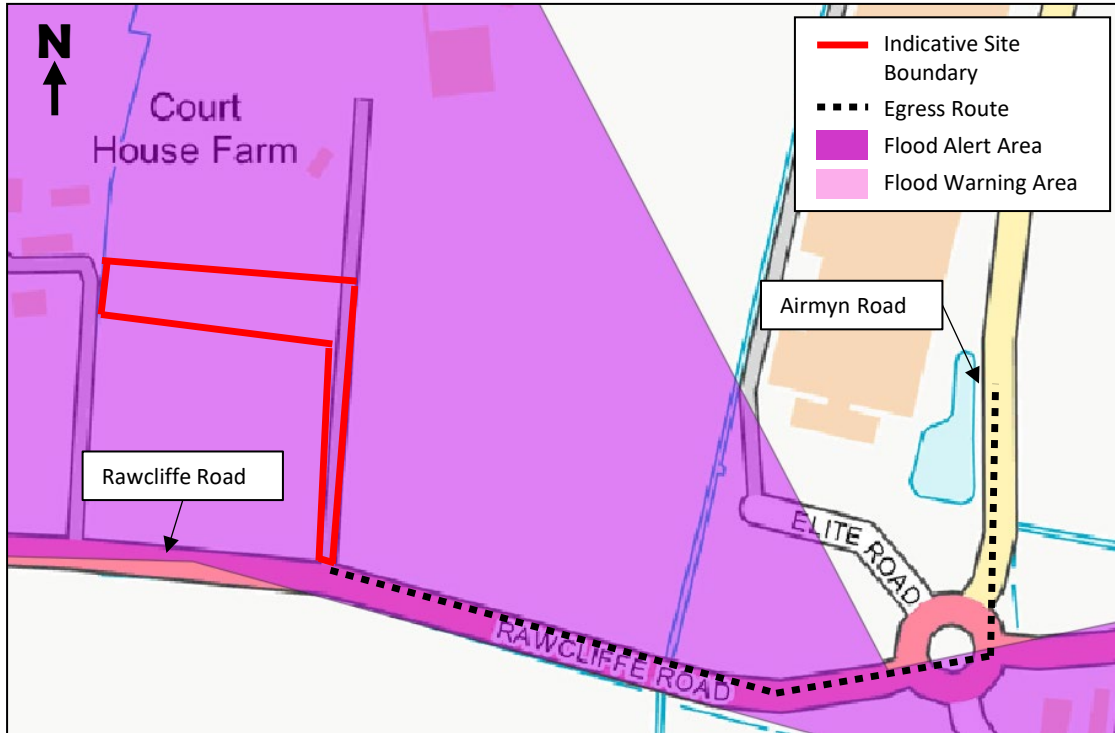 N
Court
House Farm
Indicative Site
Boundary
Egress Route
Flood Alert Area
Flood Warning Area
Airmyn Road
Rawcliffe Road
ELITE ROAD
RAWCLIFFE ROAD